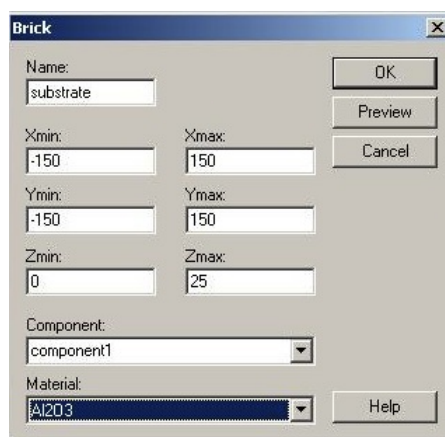 Brick
Name:
substrate
OK
Preview
Cancel
Xmin: Xmax:
-150 150
Ymin: Ymax:
-150 150
Zmin: Zmax:
0 25
Component:
component1
Material:
Al2O3
Help